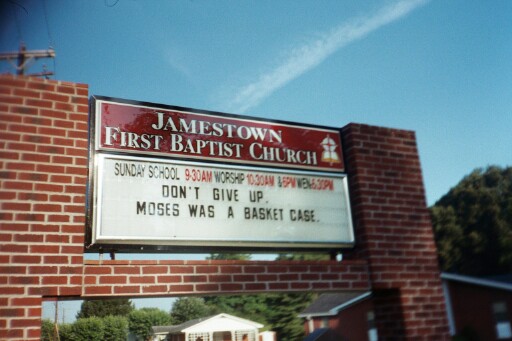 JAMESTOWN
FIRST BAPTIST CHURCH
SUNDAY SCHOOL 9:30AM WORSHIP 10:30AM &6PM WEN-6:30PM
DON'T GIVE UP.
MOSES WAS A BASKET CASE.